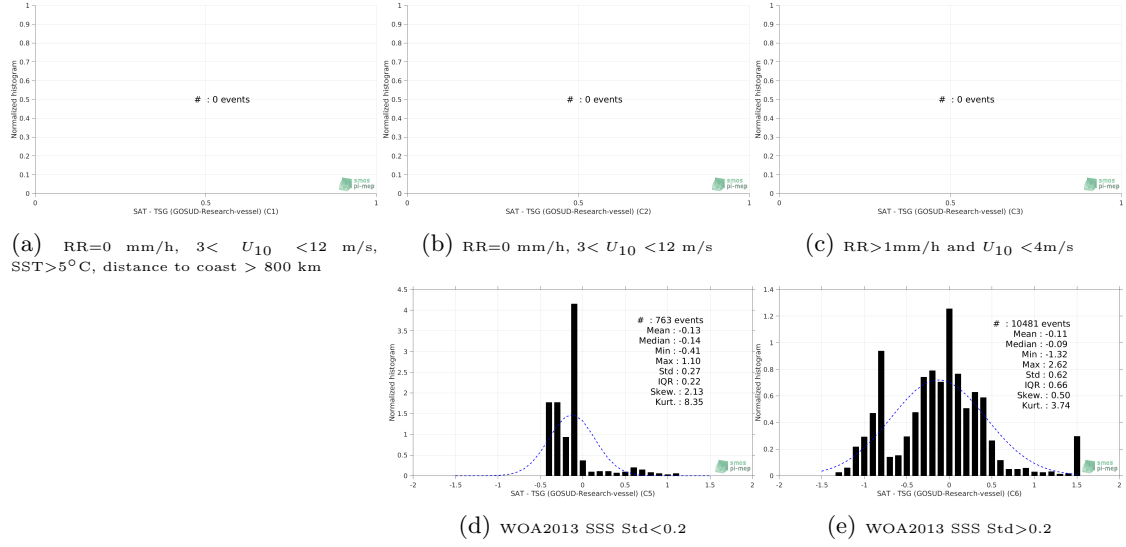 1
0.9
0.8
0.7
0.6
0.5
0.4
0.3
0.2
0.1
0
Normalized histogram
# : 0 events
smos
pi-mep
0 0.5 1
SAT - TSG (GOSUD-Research-vessel) (C1)
(a) RR=0 mm/h, 3< U10 <12 m/s,
SST>5°C, distance to coast > 800 km
1
0.9
0.8
0.7
0.6
0.5
0.4
0.3
0.2
0.1
0
Normalized histogram
# : 0 events
smos
pi-mep
0 0.5 1
SAT - TSG (GOSUD-Research-vessel) (C2)
(b) RR=0 mm/h, 3< U10 <12 m/s
1
0.9
0.8
0.7
0.6
0.5
0.4
0.3
0.2
0.1
0
Normalized histogram
# : 0 events
smos
pi-mep
0 0.5 1
SAT - TSG (GOSUD-Research-vessel) (C3)
(c) RR>1mm/h and U10 <4m/s
4.5
4
3.5
3
2.5
2
1.5
1
0.5
0
Normalized histogram
# : 763 events
Mean : -0.13
Median : -0.14
Min : -0.41
Max : 1.10
Std : 0.27
IQR : 0.22
Skew. : 2.13
Kurt. : 8.35
smos
pi-mep
-2 -1.5 -1 -0.5 0 0.5 1 1.5 2
SAT - TSG (GOSUD-Research-vessel) (C5)
(d) WOA2013 SSS Std<0.2
1.4
1.2
1
0.8
0.6
0.4
0.2
0
Normalized histogram
# : 10481 events
Mean : -0.11
Median : -0.09
Min : -1.32
Max : 2.62
Std : 0.62
IQR : 0.66
Skew. : 0.50
Kurt. : 3.74
smos
pi-mep
-2 -1.5 -1 -0.5 0 0.5 1 1.5 2
SAT - TSG (GOSUD-Research-vessel) (C6)
(e) WOA2013 SSS Std>0.2